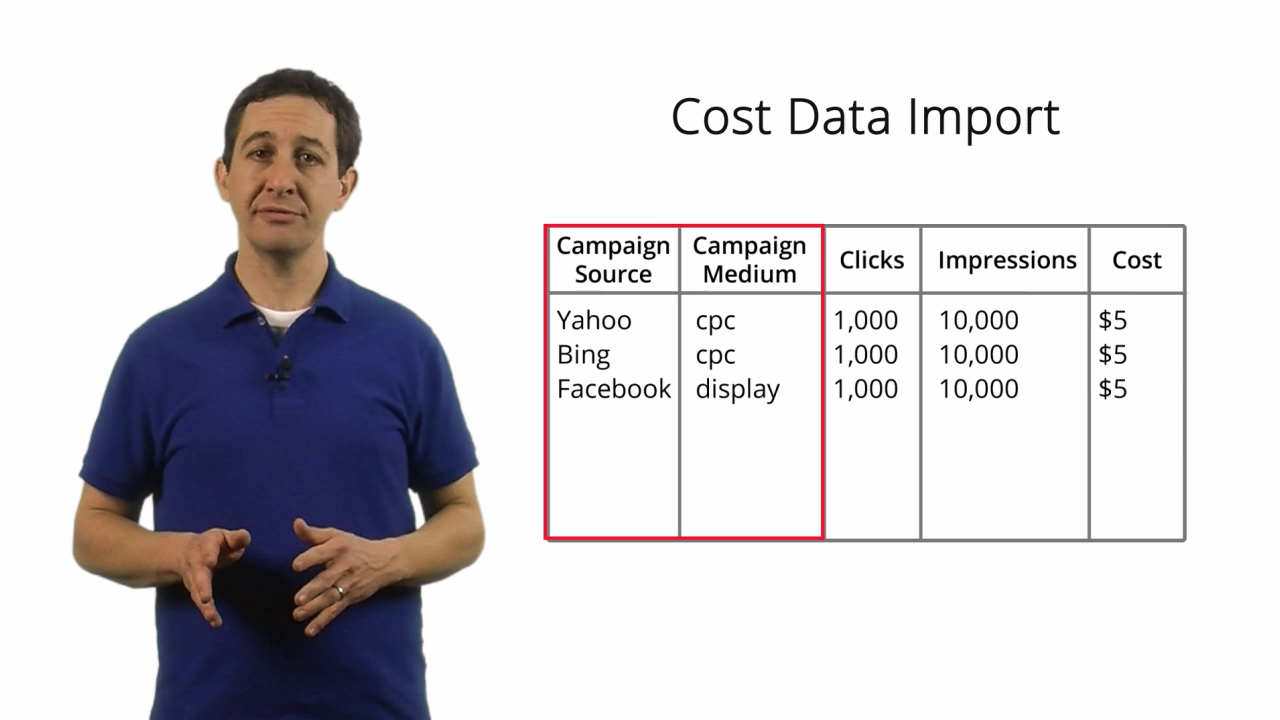 Cost Data Import
Campaign Source Campaign Medium Clicks Impressions Cost
Yahoo cpc 1,000 10,000 $5
Bing cpc 1,000 10,000 $5
Facebook display 1,000 10,000 $5